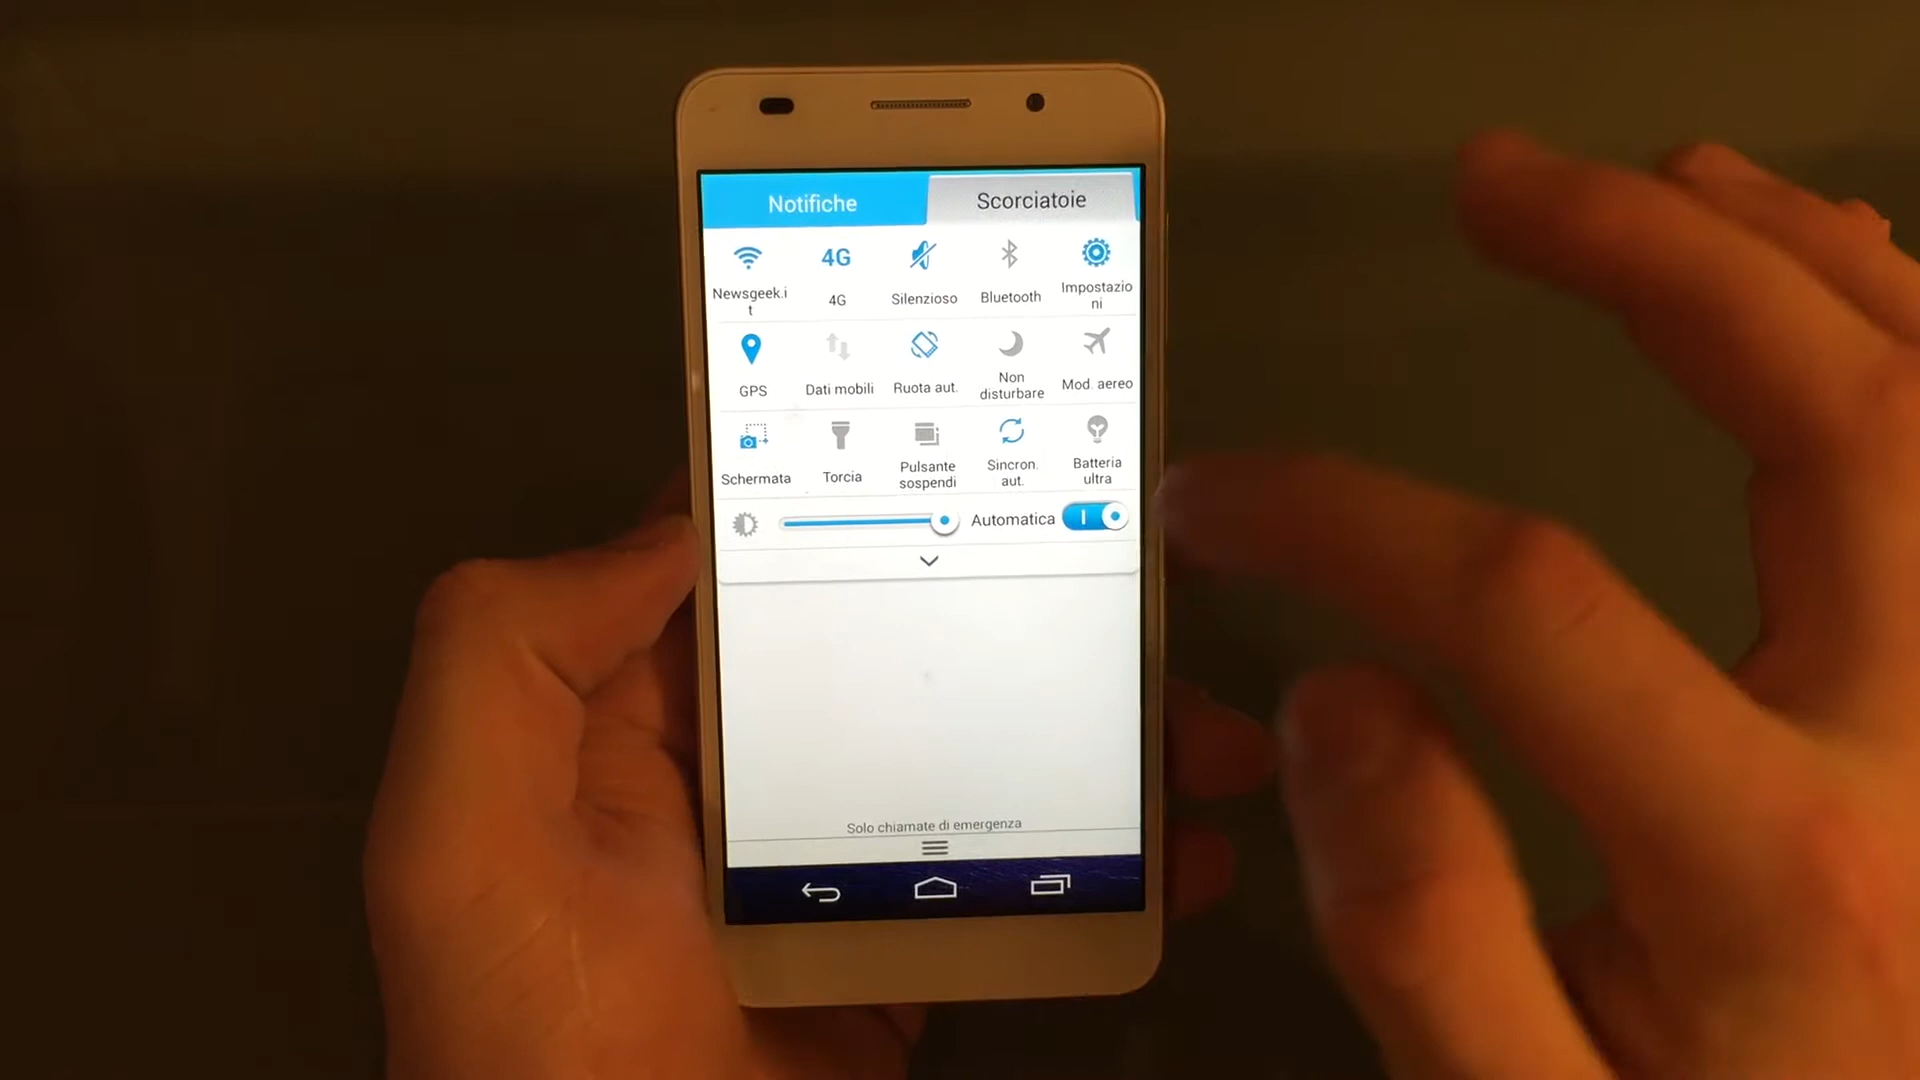 Notifiche
Scorciatoie
4G
Newsgeek.i
t
4G
Silenzioso
Bluetooth
Impostazio
ni
GPS
Dati mobili
Ruota aut.
Non
disturbare
Mod. aereo
Schermata
Torcia
Pulsante
sospendi
Sincron.
aut.
Batteria
ultra
Automatica
Solo chiamate di emergenza